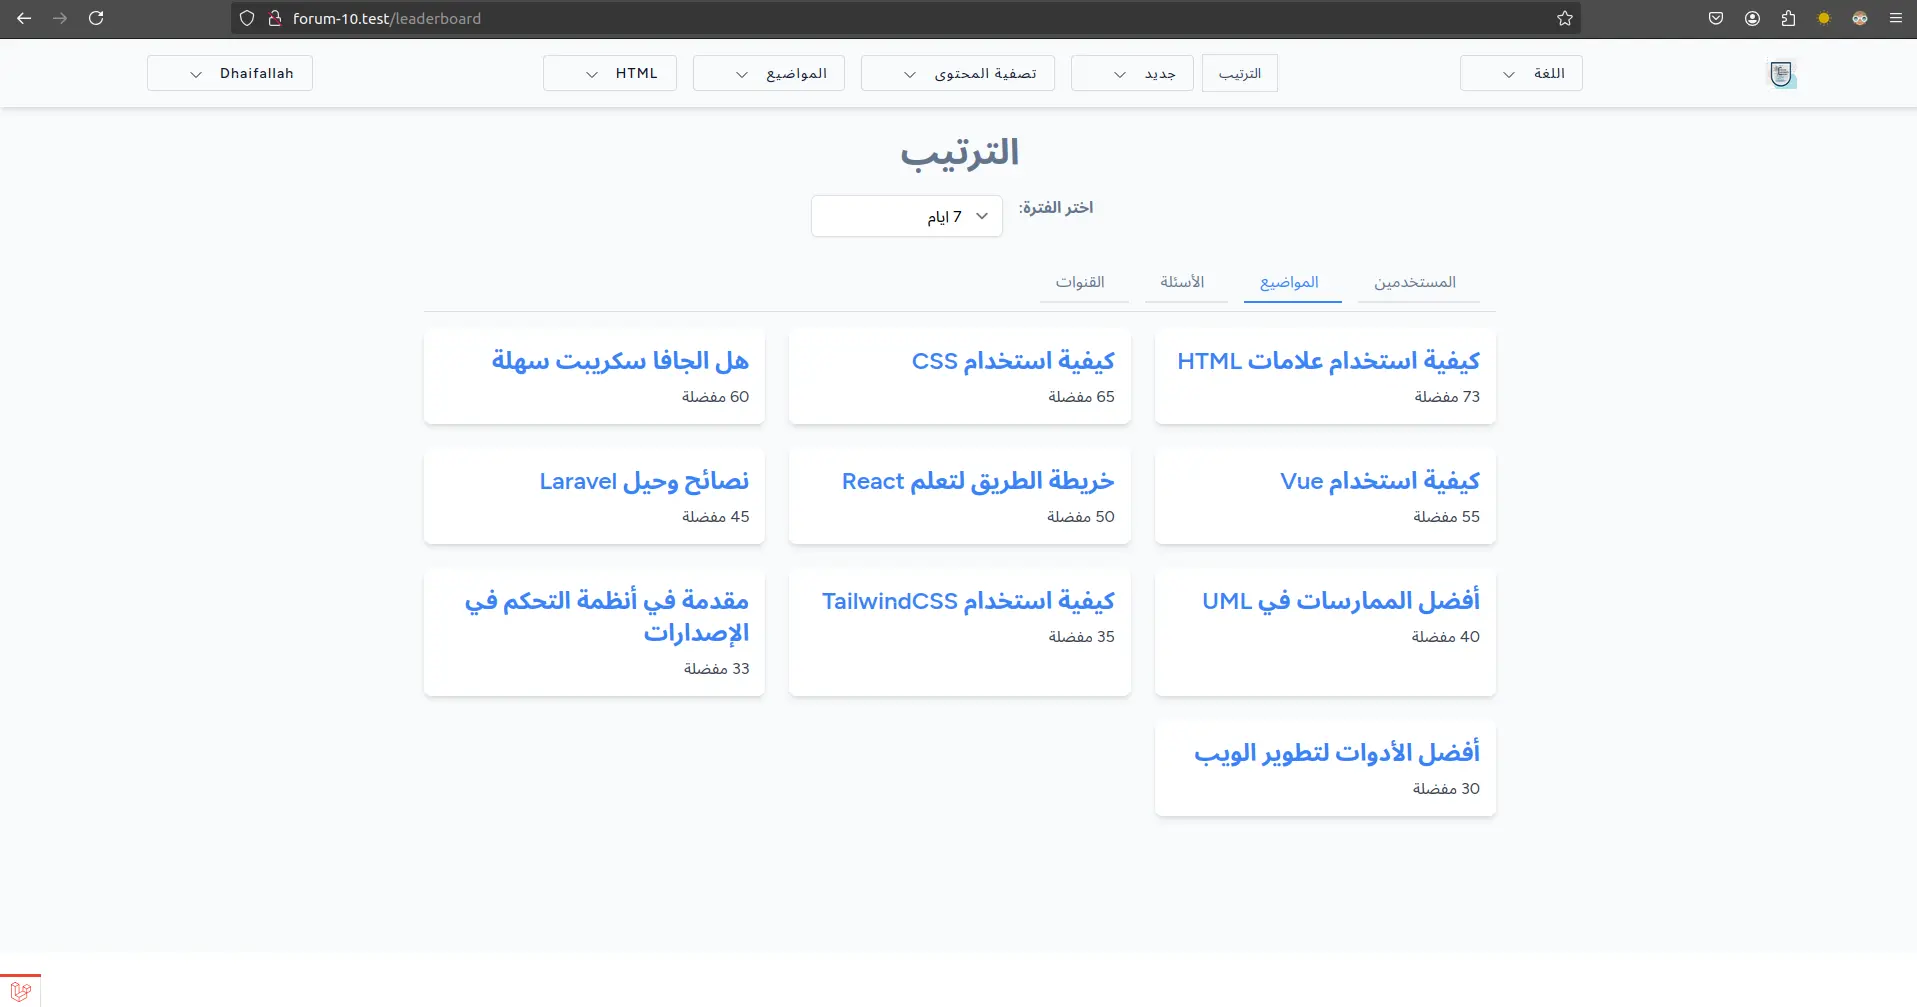 forum-10.test/leaderboard
اللغة
الترتيب
جديد
تصفية المحتوى
المواضيع
HTML
Dhaifallah
الترتيب
اختر الفترة:
7 ايام
المستخدمين
المواضيع
الأسئلة
القنوات
كيفية استخدام علامات HTML
73 مفضلة
كيفية استخدام CSS
65 مفضلة
هل الجافا سكريبت سهلة
60 مفضلة
كيفية استخدام Vue
55 مفضلة
خريطة الطريق لتعلم React
50 مفضلة
نصائح وحيل Laravel
45 مفضلة
أفضل الممارسات في UML
40 مفضلة
كيفية استخدام TailwindCSS
35 مفضلة
مقدمة في أنظمة التحكم في
الإصدارات
33 مفضلة
أفضل الأدوات لتطوير الويب
30 مفضلة